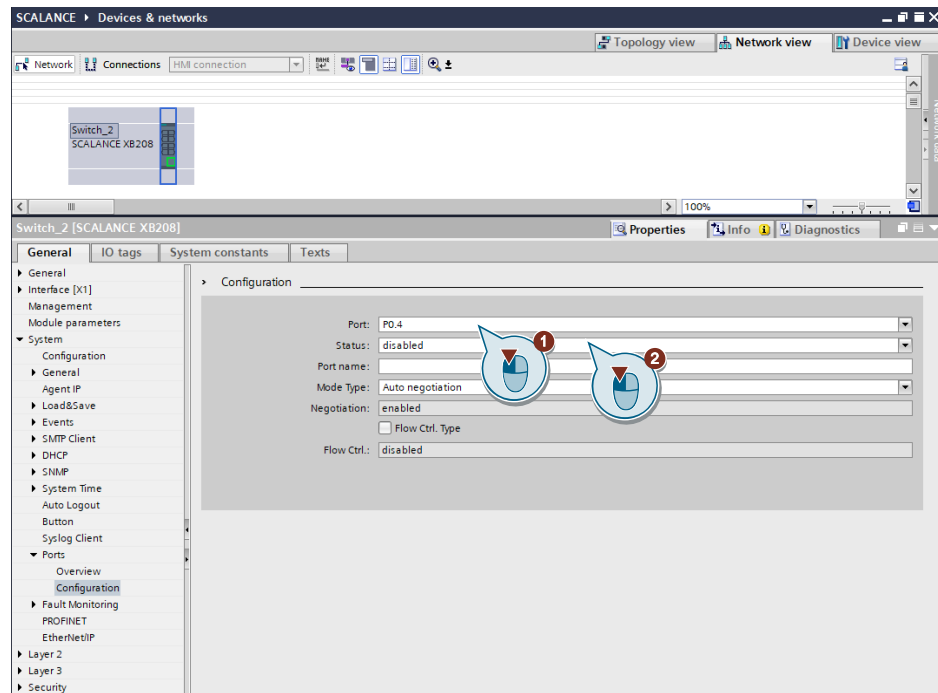 SCALANCE ▸ Devices & networks
Topology view
Network view
Device view
Network
Connections
HMI connection
Switch_2
SCALANCE XB208
100%
Switch_2 [SCALANCE XB208]
Properties
Info
Diagnostics
General
IO tags
System constants
Texts
General
Interface [X1]
Management
Module parameters
System
Configuration
General
Agent IP
Load&Save
Events
SMTP Client
DHCP
SNMP
System Time
Auto Logout
Button
Syslog Client
Ports
Overview
Configuration
Fault Monitoring
PROFINET
EtherNet/IP
Layer 2
Layer 3
Security
Configuration
Port: P0.4
Status: disabled
1
Port name:
2
Mode Type: Auto negotiation
Negotiation: enabled
Flow Ctrl. Type
Flow Ctrl.: disabled